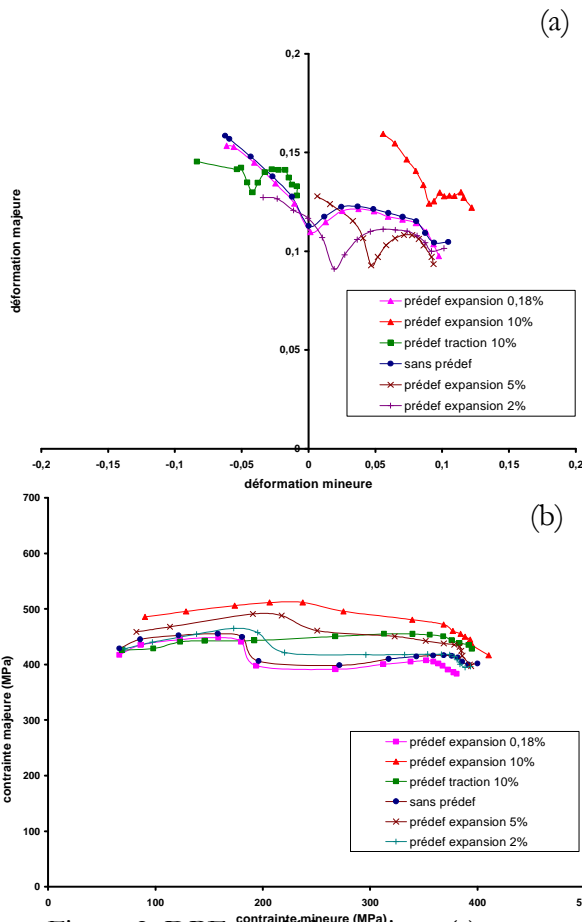 (a)
0,2
0,15
0,1
0,05
0
-0,2
-0,15
-0,1
-0,05
0
0,05
0,1
0,15
0,2
déformation majeure
déformation mineure
prédef expansion 0,18%
prédef expansion 10%
prédef traction 10%
sans prédef
prédef expansion 5%
prédef expansion 2%
(b)
700
600
500
400
300
200
100
0
0
100
200
300
400
contrainte majeure (MPa)
contrainte mineure (MPa)
prédef expansion 0,18%
prédef expansion 10%
prédef traction 10%
sans prédef
prédef expansion 5%
prédef expansion 2%